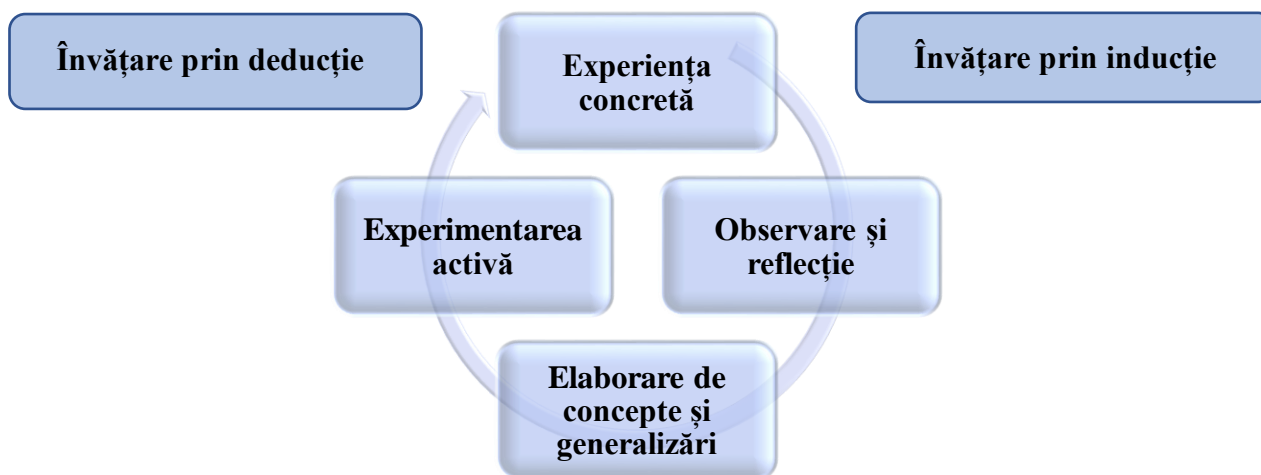 Învățare prin deducție
Experiența
concretă
Învățare prin inducție
Experimentarea
activă
Observare și
reflecție
Elaborare de
concepte și
generalizări